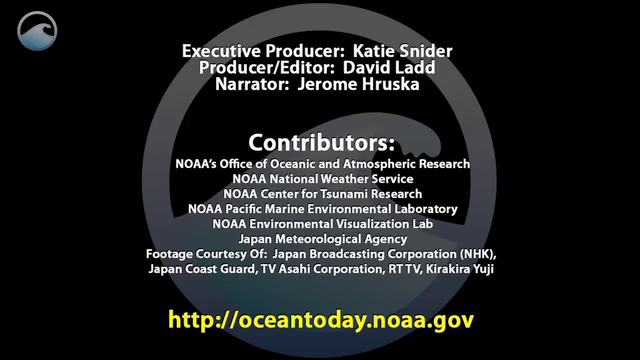 Executive Producer: Katie Snider
Producer/Editor: David Ladd
Narrator: Jerome Hruska
Contributors:
NOAA's Office of Oceanic and Atmospheric Research
NOAA National Weather Service
NOAA Center for Tsunami Research
NOAA Pacific Marine Environmental Laboratory
NOAA Environmental Visualization Lab
Japan Meteorological Agency
Footage Courtesy Of: Japan Broadcasting Corporation (NHK),
Japan Coast Guard, TV Asahi Corporation, RT TV, Kirakira Yuji
http://oceantoday.noaa.gov